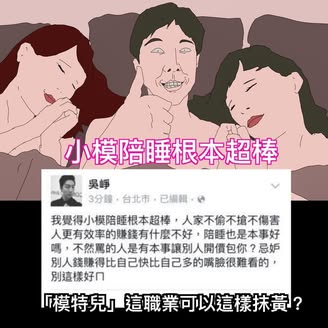 小模陪睡根本超棒
吳崢
3分鐘・台北市・已編輯・
我覺得小模陪睡根本超棒,人家不偷不搶不傷害
人更有效率的賺錢有什麼不好,陪睡也是本事好
嗎,不然罵的人是有本事讓別人開價包你?忌妒
別人錢賺得比自己快比自己多的嘴臉很難看的,
別這樣好ㄇ
「模特兒」這職業可以這樣抹黃?